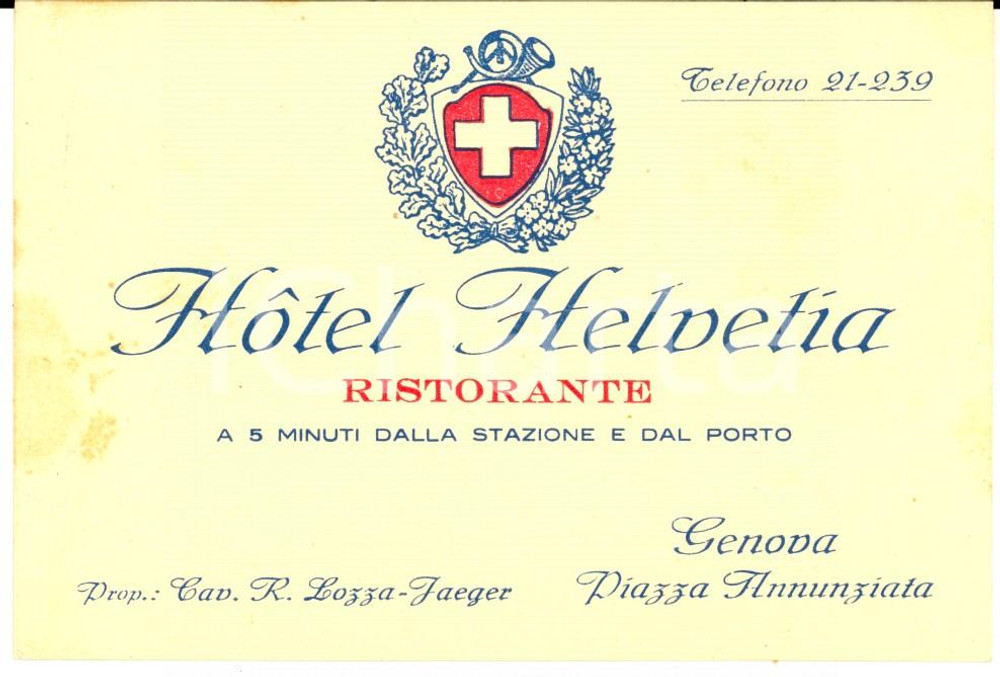 Telefono 21-239
Hôtel Helvetia
RISTORANTE
A 5 MINUTI DALLA STAZIONE E DAL PORTO
Genova
Prop.: Cav. R. Lozza-Jaeger
Piazza Annunziata